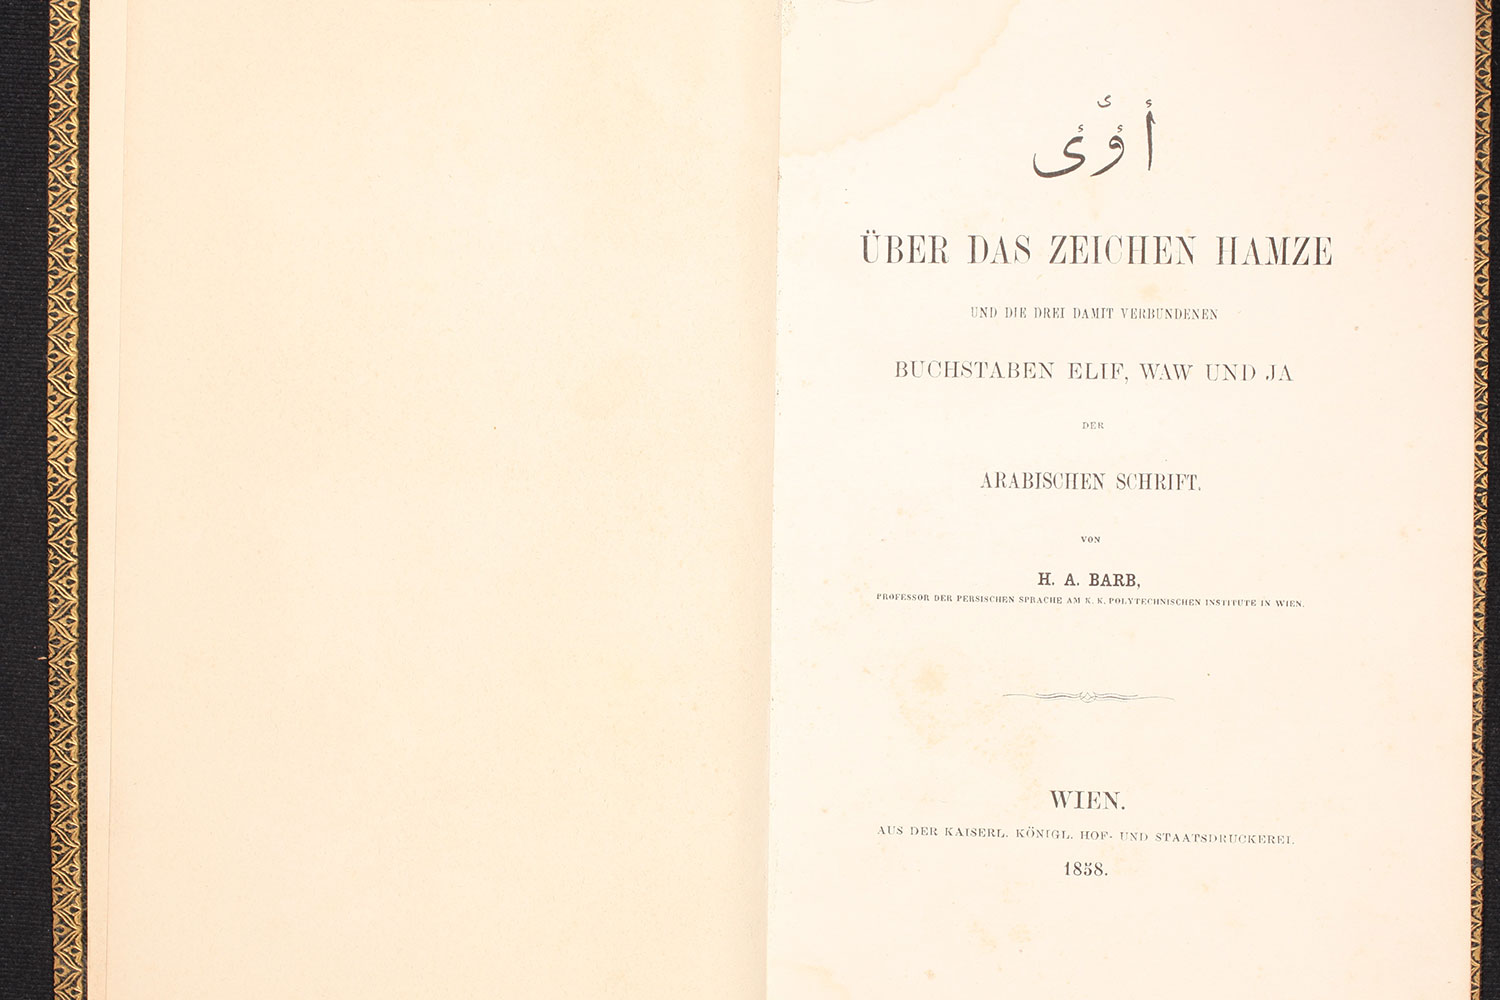 أ ؤ ئ
ÜBER DAS ZEICHEN HAMZE
UND DIE DREI DAMIT VERBUNDENEN
BUCHSTABEN ELIF, WAW UND JA
DER
ARABISCHEN SCHRIFT.
VON
H. A. BARB,
PROFESSOR DER PERSISCHEN SPRACHE AM K. K. POLYTECHNISCHEN INSTITUTE IN WIEN.
WIEN.
AUS DER KAISERL. KÖNIGL. HOF- UND STAATSDRUCKEREI.
1858.